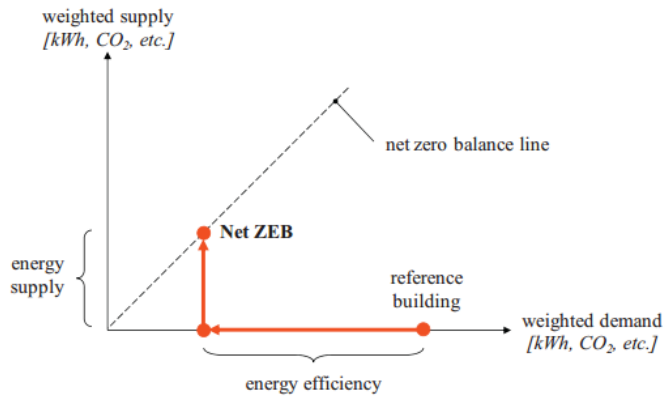 weighted supply
[kWh, CO₂, etc.]
net zero balance line
Net ZEB
energy
supply
reference
building
weighted demand
[kWh, CO₂, etc.]
energy efficiency